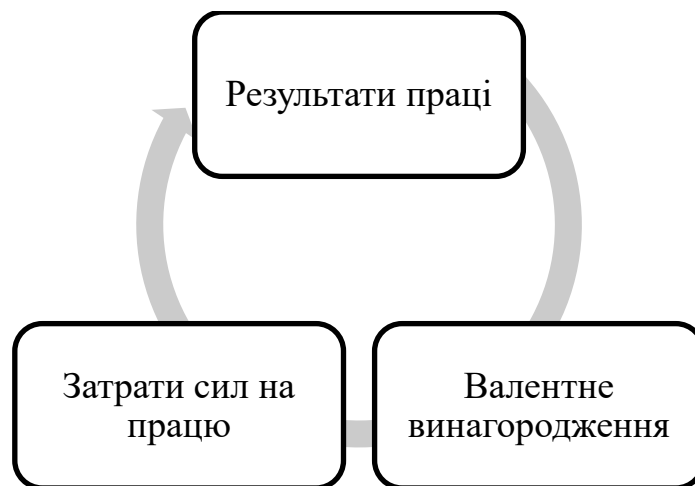 Результати праці
Затрати сил на
працю
Валентне
винагородження